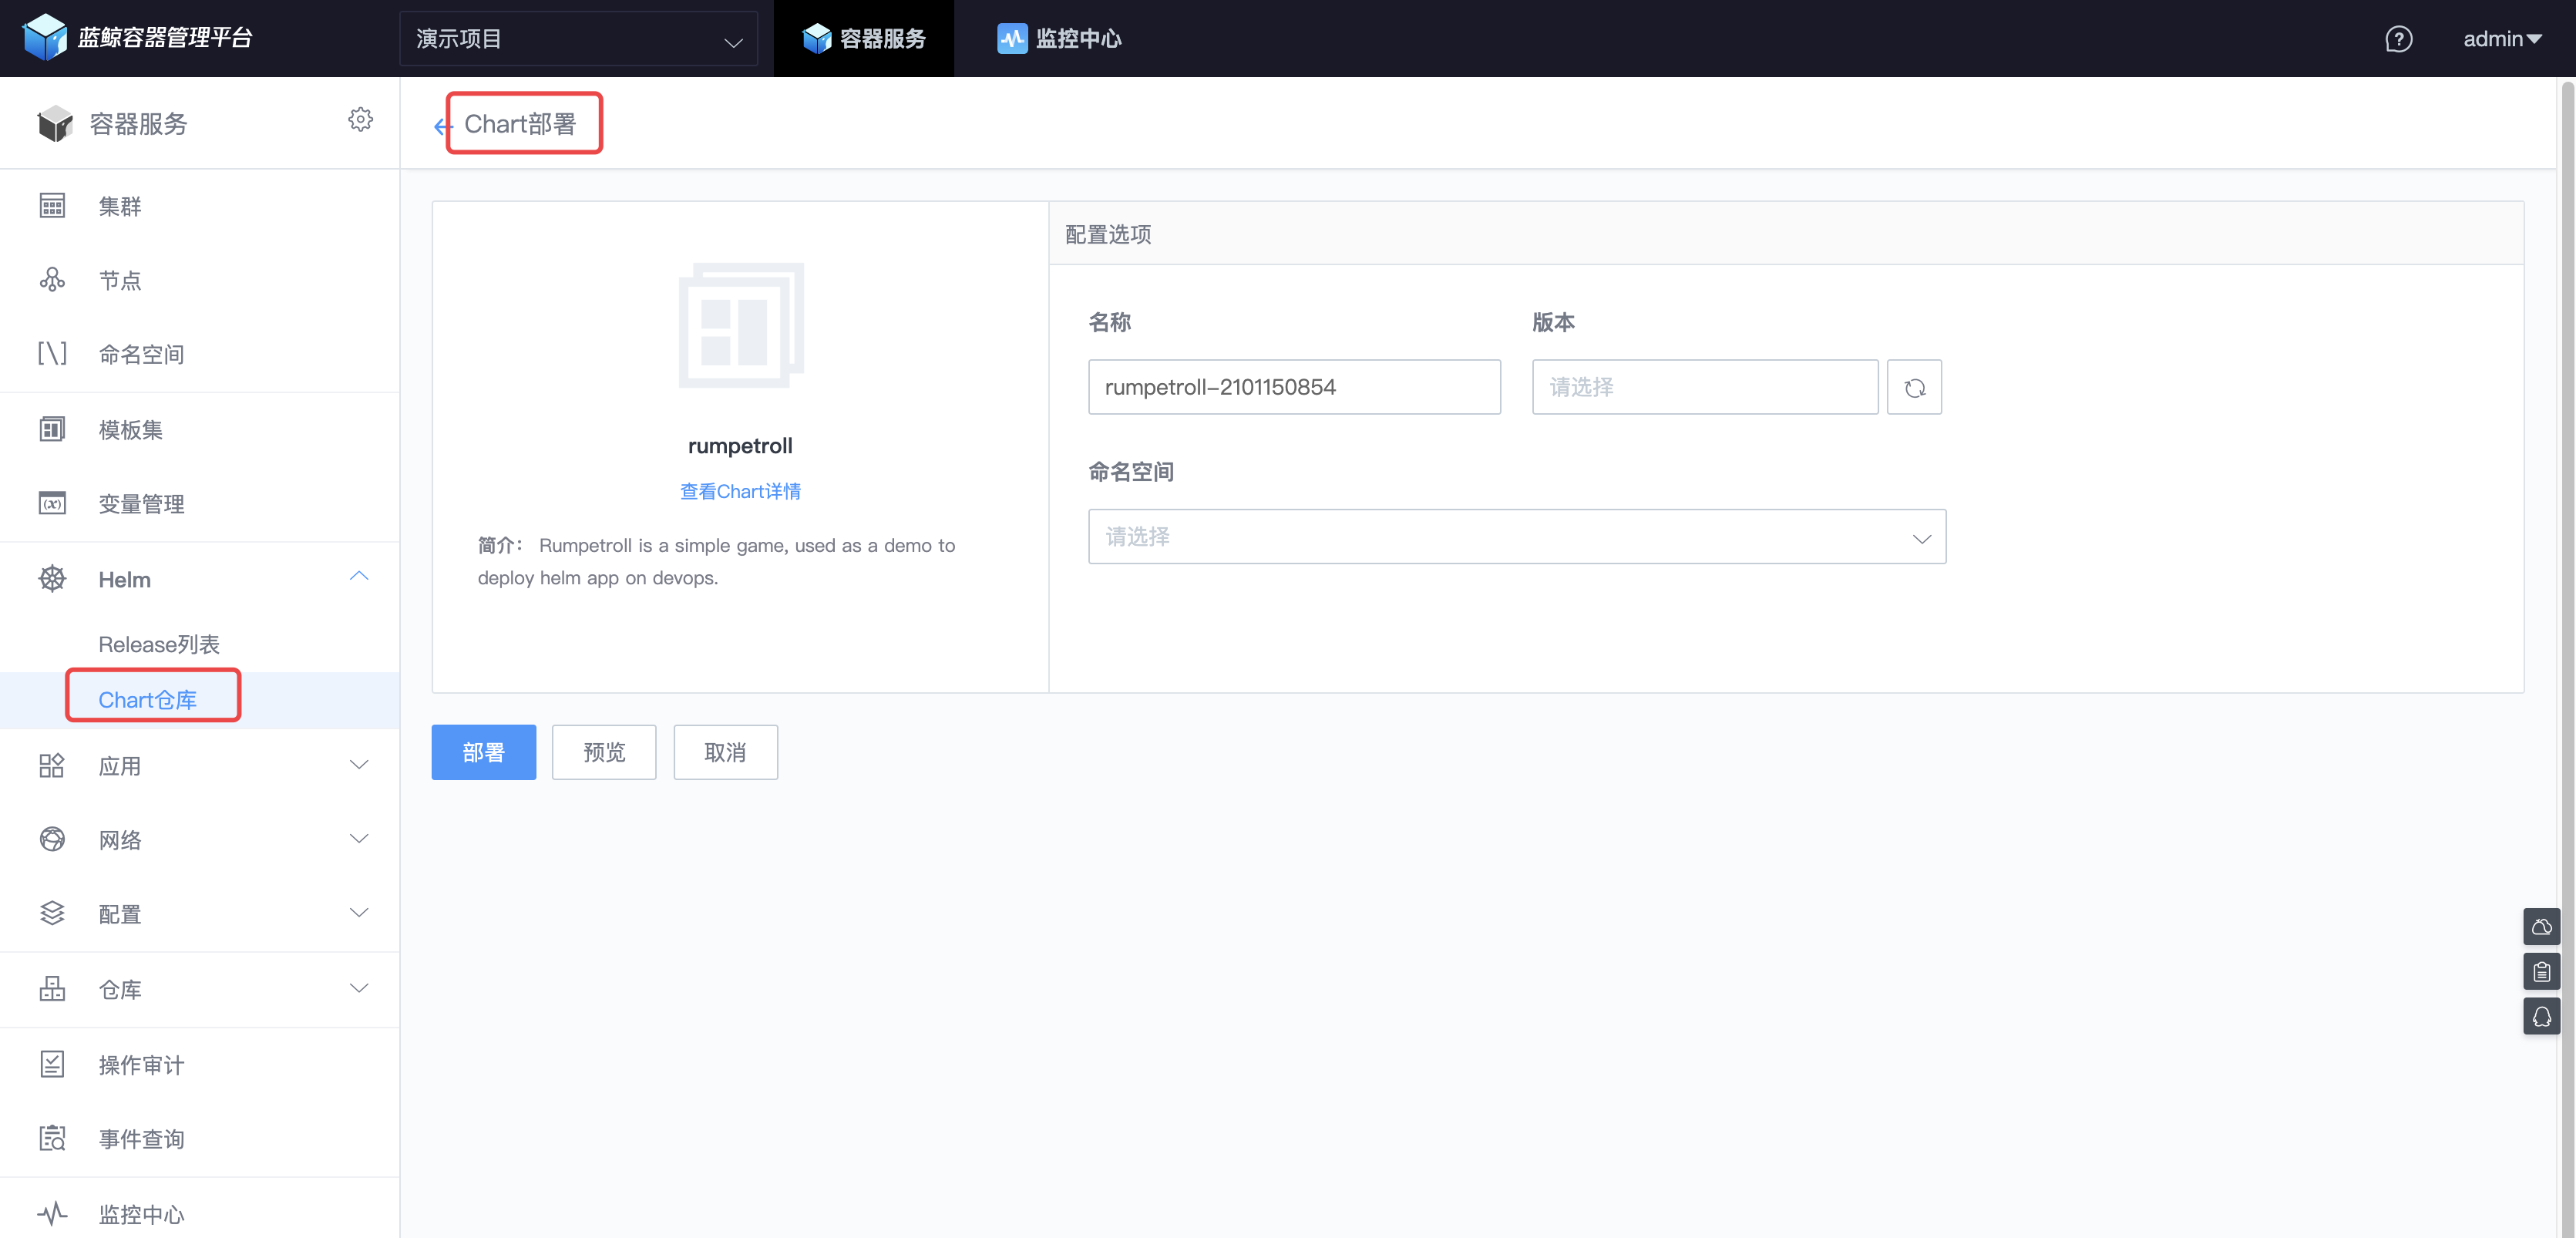 蓝鲸容器管理平台
演示项目
容器服务
监控中心
admin
容器服务
Chart部署
集群
节点
命名空间
模板集
变量管理
Helm
Release列表
Chart仓库
应用
网络
配置
仓库
操作审计
事件查询
监控中心
rumpetroll
查看Chart详情
简介： Rumpetroll is a simple game, used as a demo to
deploy helm app on devops.
配置选项
名称
版本
rumpetroll-2101150854
请选择
命名空间
请选择
部署
预览
取消